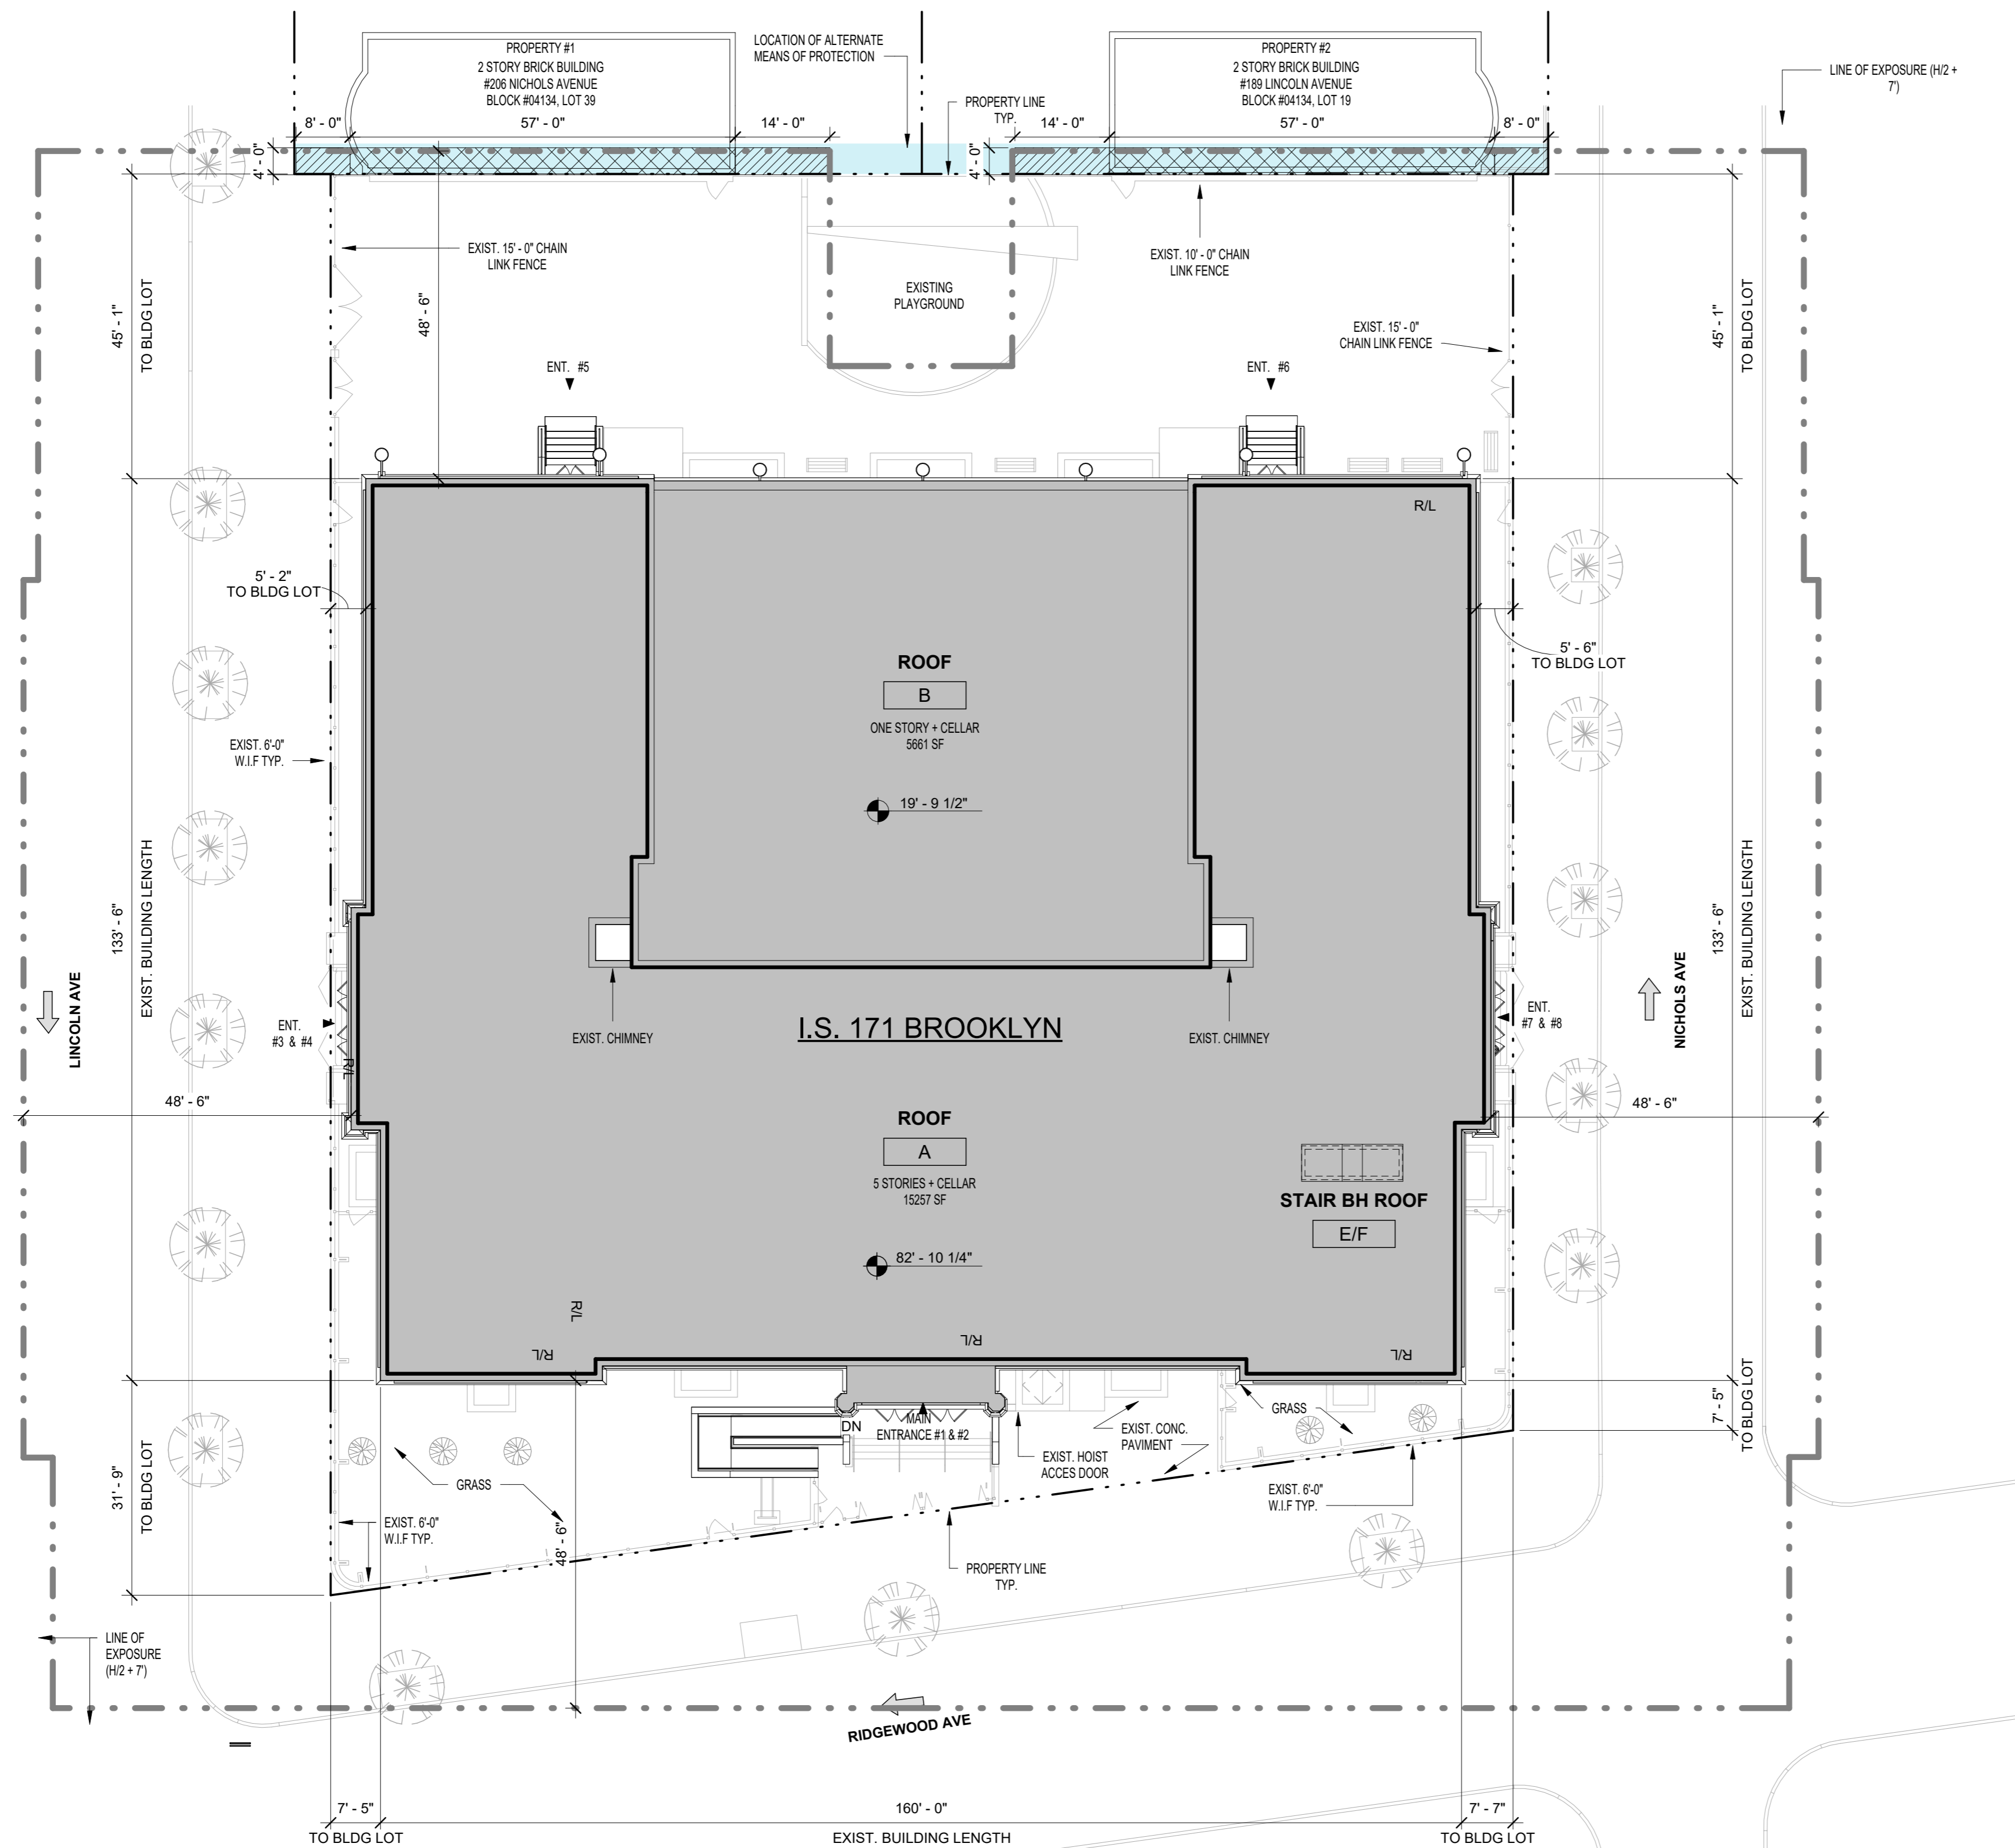 PROPERTY #1
2 STORY BRICK BUILDING
#206 NICHOLS AVENUE
BLOCK #04134, LOT 39
LOCATION OF ALTERNATE
MEANS OF PROTECTION
PROPERTY #2
2 STORY BRICK BUILDING
#189 LINCOLN AVENUE
BLOCK #04134, LOT 19
LINE OF EXPOSURE (H/2 +
7')
PROPERTY LINE
TYP.
8' - 0"
57' - 0"
14' - 0"
14' - 0"
57' - 0"
8' - 0"
4' - 0"
4' - 0"
EXIST. 15' - 0" CHAIN
LINK FENCE
EXIST. 10' - 0" CHAIN
LINK FENCE
EXISTING
PLAYGROUND
45' - 1"
TO BLDG LOT
48' - 6"
EXIST. 15' - 0"
CHAIN LINK FENCE
45' - 1"
TO BLDG LOT
ENT. #5
ENT. #6
R/L
5' - 2"
TO BLDG LOT
5' - 6"
TO BLDG LOT
ROOF
B
ONE STORY + CELLAR
5661 SF
19' - 9 1/2"
EXIST. 6'-0"
W.I.F TYP.
133' - 6"
EXIST. BUILDING LENGTH
133' - 6"
EXIST. BUILDING LENGTH
LINCOLN AVE
NICHOLS AVE
ENT.
#3 & #4
R/L
EXIST. CHIMNEY
I.S. 171 BROOKLYN
EXIST. CHIMNEY
ENT.
#7 & #8
48' - 6"
48' - 6"
ROOF
A
5 STORIES + CELLAR
15257 SF
82' - 10 1/4"
STAIR BH ROOF
E/F
R/L
R/L
R/L
R/L
31' - 9"
TO BLDG LOT
7' - 5"
TO BLDG LOT
DN
MAIN
ENTRANCE #1 & #2
GRASS
EXIST. CONC.
PAVIMENT
EXIST. HOIST
ACCES DOOR
GRASS
EXIST. 6'-0"
W.I.F TYP.
EXIST. 6'-0"
W.I.F TYP.
48' - 6"
PROPERTY LINE
TYP.
LINE OF
EXPOSURE
(H/2 + 7')
RIDGEWOOD AVE
7' - 5"
TO BLDG LOT
160' - 0"
EXIST. BUILDING LENGTH
7' - 7"
TO BLDG LOT